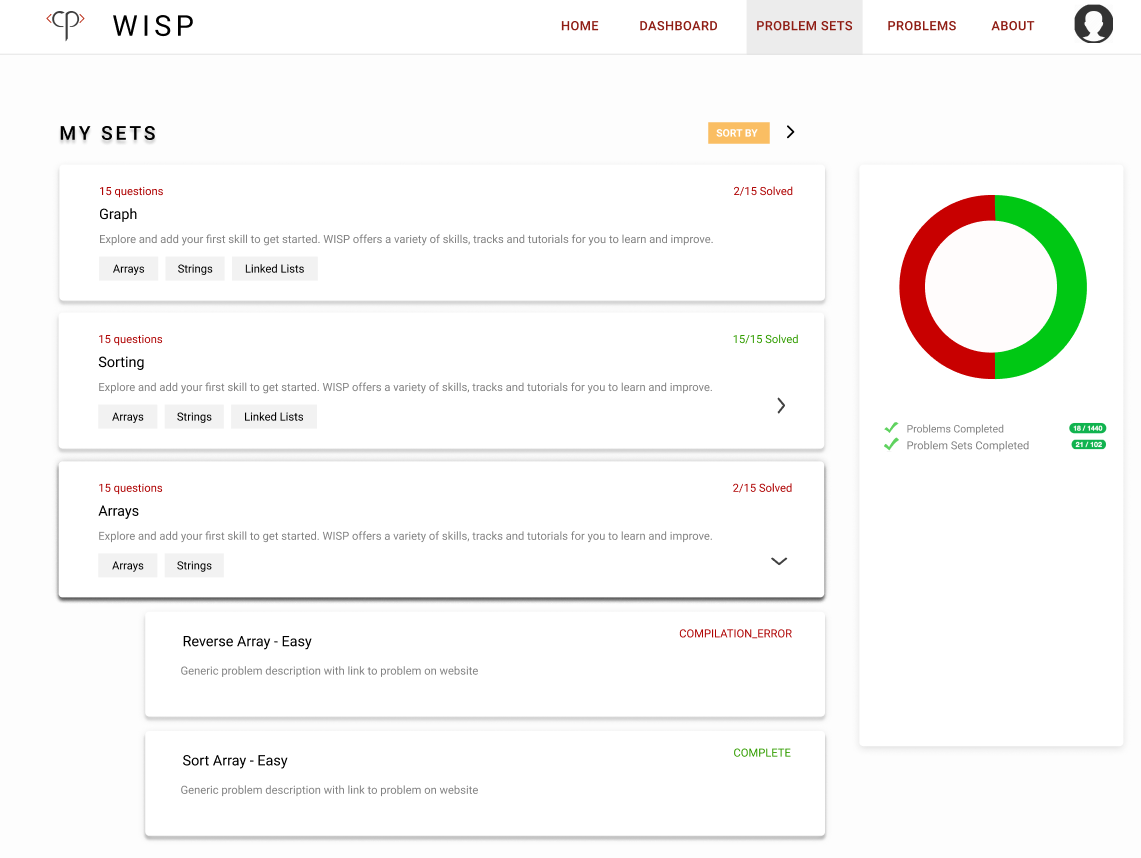 WISP
HOME DASHBOARD PROBLEM SETS PROBLEMS ABOUT
MY SETS
SORT BY
15 questions 2/15 Solved
Graph
Explore and add your first skill to get started. WISP offers a variety of skills, tracks and tutorials for you to learn and improve.
Arrays Strings Linked Lists
15 questions 15/15 Solved
Sorting
Explore and add your first skill to get started. WISP offers a variety of skills, tracks and tutorials for you to learn and improve.
Arrays Strings Linked Lists
15 questions 2/15 Solved
Arrays
Explore and add your first skill to get started. WISP offers a variety of skills, tracks and tutorials for you to learn and improve.
Arrays Strings
Reverse Array - Easy COMPILATION_ERROR
Generic problem description with link to problem on website
Sort Array - Easy COMPLETE
Generic problem description with link to problem on website
Problems Completed 18 / 1440
Problem Sets Completed 21 / 102